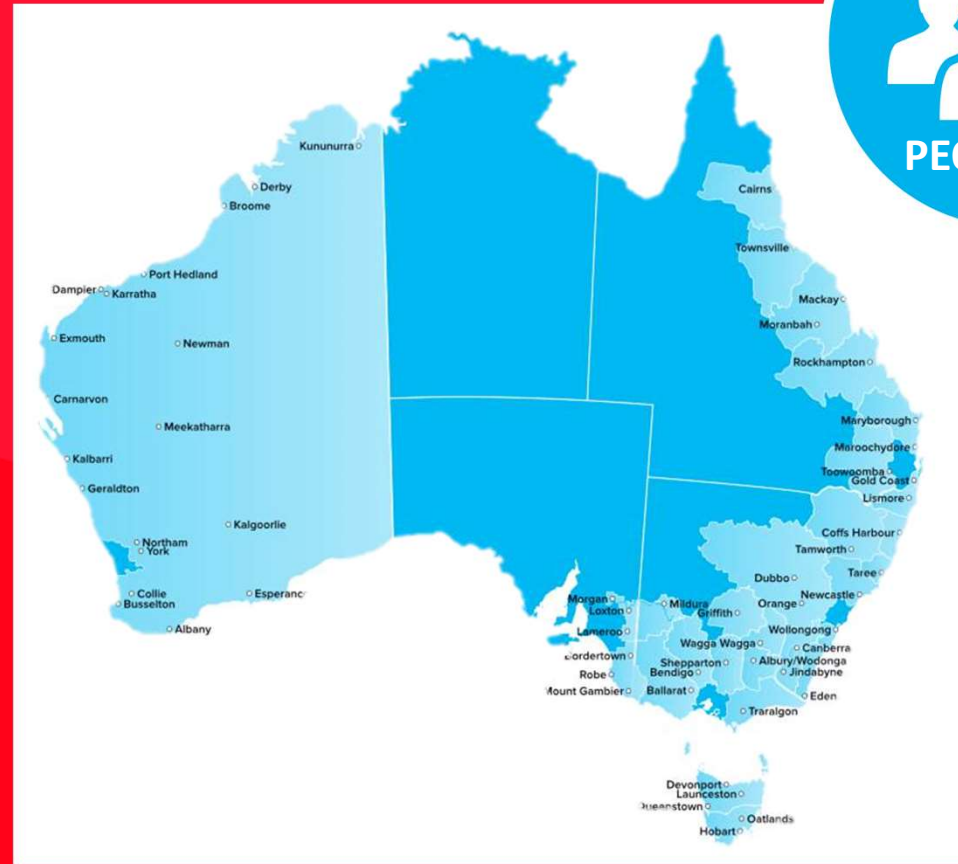 PEO
Kununurra
Derby
Broome
Port Hedland
Dampier
Karratha
Exmouth
Newman
Carnarvon
Meekatharra
Kalbarri
Geraldton
Kalgoorlie
Northam
York
Collie
Busselton
Esperanc
Albany
Cairns
Townsville
Mackay
Moranbah
Rockhampton
Maryborough
Maroochydore
Toowoomba
Gold Coast
Lismore
Coffs Harbour
Tamworth
Taree
Dubbo
Newcastle
Orange
Morgan
Loxton
Mildura
Griffith
Lameroo
Wollongong
Wagga Wagga
Canberra
Bordertown
Shepparton
Albury/Wodonga
Robe
Bendigo
Jindabyne
Mount Gambier
Ballarat
Eden
Traralgon
Devonport
Launceston
Queenstown
Oatlands
Hobart